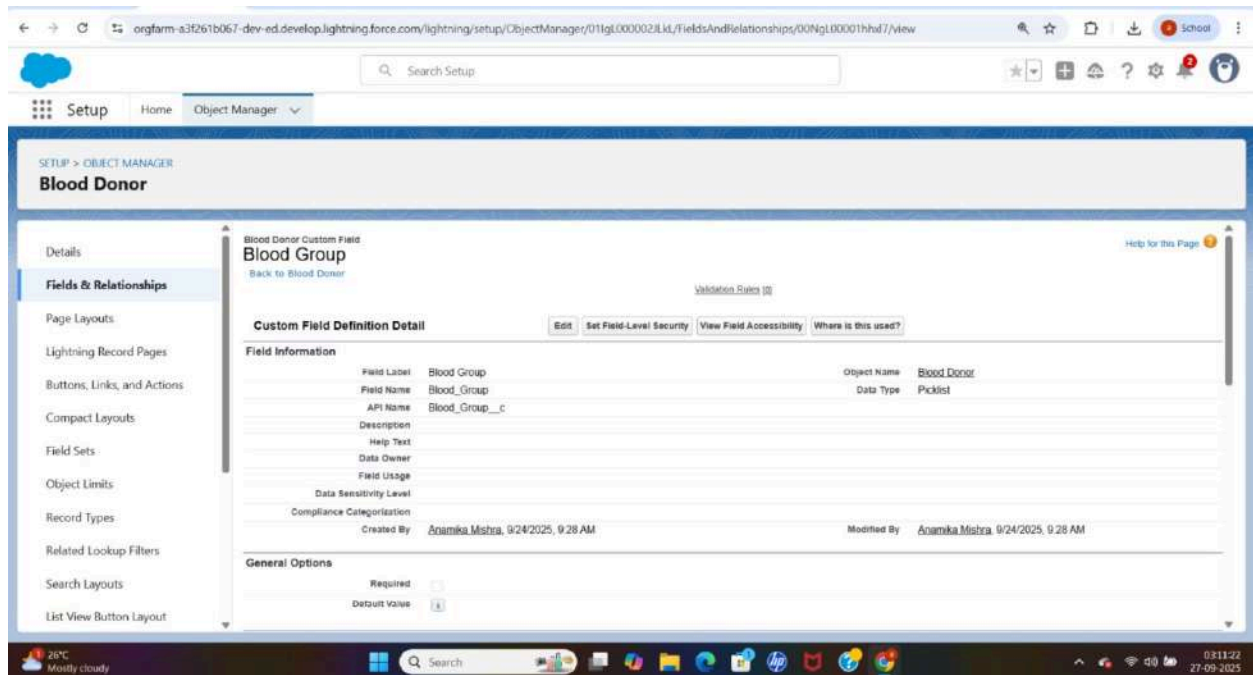 orgfarm-a3f261b067-dev-ed.develop.lightning.force.com/lightning/setup/ObjectManager/01IgL000002JLkL/FieldsAndRelationships/00NgL00001hhxl7/view
School
Search Setup
2
Setup
Home
Object Manager
SETUP > OBJECT MANAGER
Blood Donor
Details
Fields & Relationships
Page Layouts
Lightning Record Pages
Buttons, Links, and Actions
Compact Layouts
Field Sets
Object Limits
Record Types
Related Lookup Filters
Search Layouts
List View Button Layout
Blood Donor Custom Field
Blood Group
Back to Blood Donor
Help for this Page
Validation Rules [0]
Custom Field Definition Detail
Edit
Set Field-Level Security
View Field Accessibility
Where is this used?
Field Information
Field Label Blood Group Object Name Blood Donor
Field Name Blood_Group Data Type Picklist
API Name Blood_Group__c
Description
Help Text
Data Owner
Field Usage
Data Sensitivity Level
Compliance Categorization
Created By Anamika Mishra, 9/24/2025, 9:28 AM Modified By Anamika Mishra, 9/24/2025, 9:28 AM
General Options
Required
Default Value
26°C
Mostly cloudy
Search
03:11:22
27-09-2025